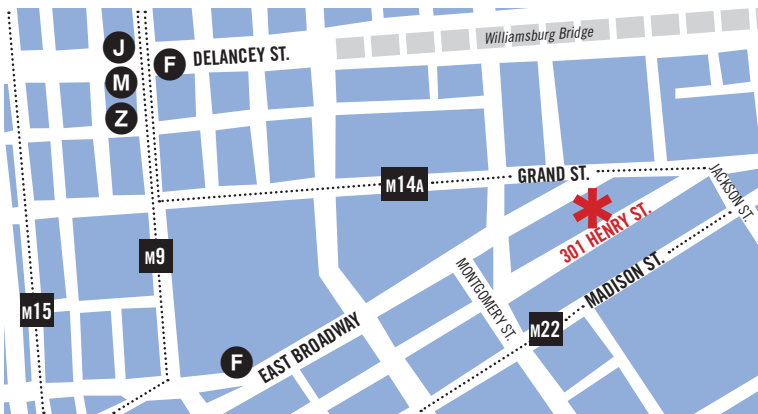 J
M
Z
F
DELANCEY ST.
Williamsburg Bridge
M14A
GRAND ST.
JACKSON ST.
301 HENRY ST.
M9
MONTGOMERY ST.
MADISON ST.
M15
M22
F
EAST BROADWAY